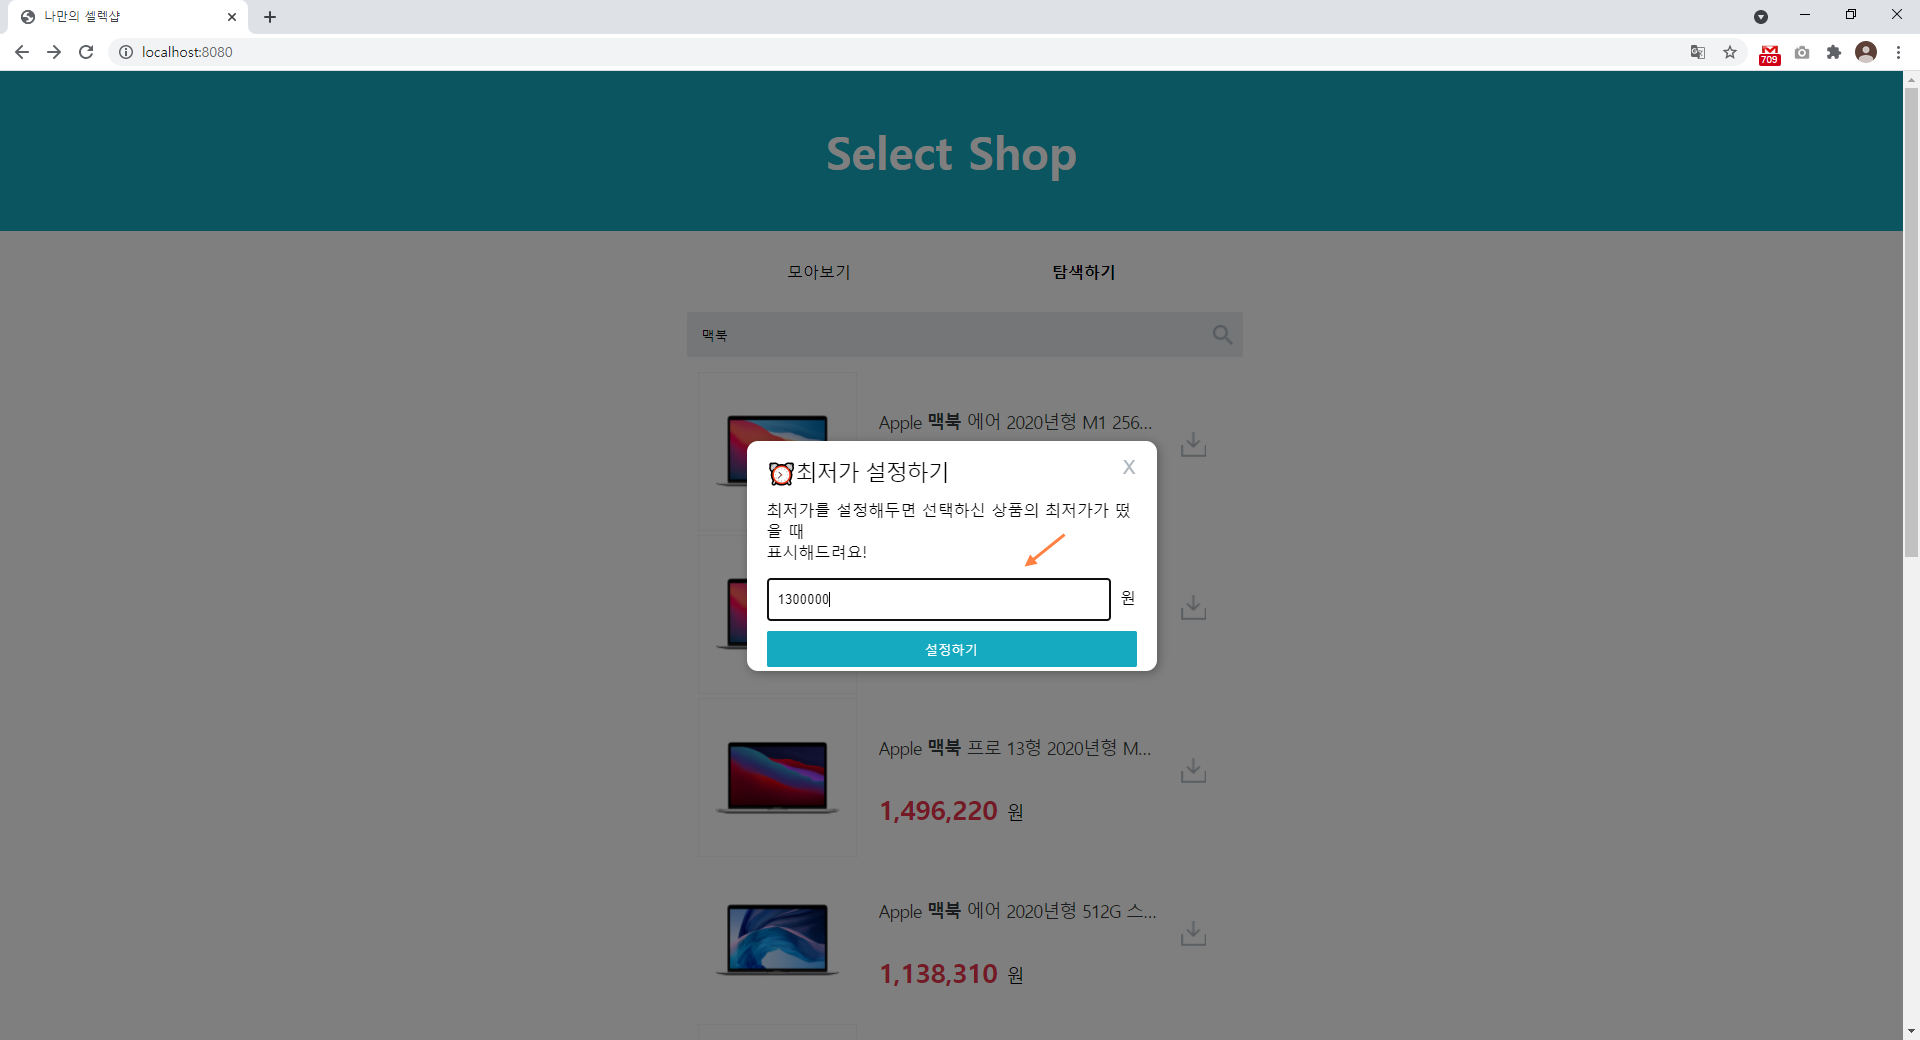 나만의 셀렉샵
localhost:8080
709
Select Shop
모아보기
탐색하기
맥북
Apple 맥북 에어 2020년형 M1 256...
⏰최저가 설정하기
X
최저가를 설정해두면 선택하신 상품의 최저가가 떴
을 때
표시해드려요!
1300000
원
설정하기
Apple 맥북 프로 13형 2020년형 M...
1,496,220 원
Apple 맥북 에어 2020년형 512G 스...
1,138,310 원